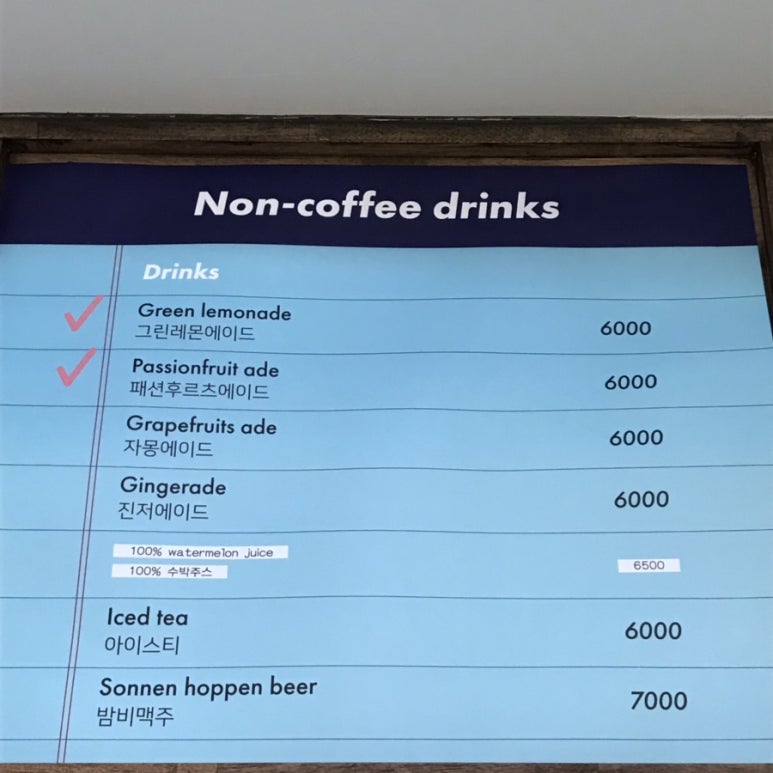 Non-coffee drinks
Drinks
Green lemonade
그린레몬에이드
6000
Passionfruit ade
패션후르츠에이드
6000
Grapefruits ade
자몽에이드
6000
Gingerade
진저에이드
6000
100% watermelon juice
100% 수박주스
6500
Iced tea
아이스티
6000
Sonnen hoppen beer
밤비맥주
7000